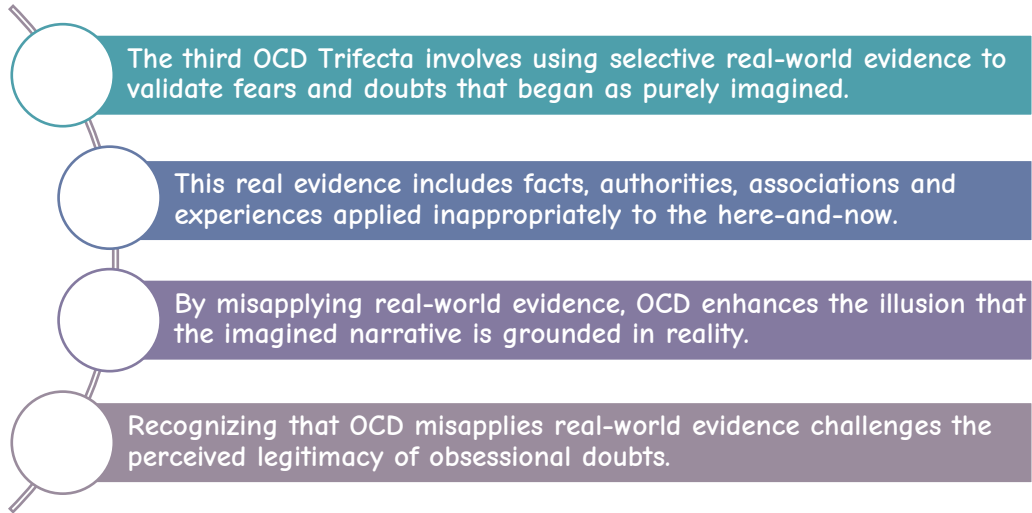 The third OCD Trifecta involves using selective real-world evidence to
validate fears and doubts that began as purely imagined.
This real evidence includes facts, authorities, associations and
experiences applied inappropriately to the here-and-now.
By misapplying real-world evidence, OCD enhances the illusion that
the imagined narrative is grounded in reality.
Recognizing that OCD misapplies real-world evidence challenges the
perceived legitimacy of obsessional doubts.